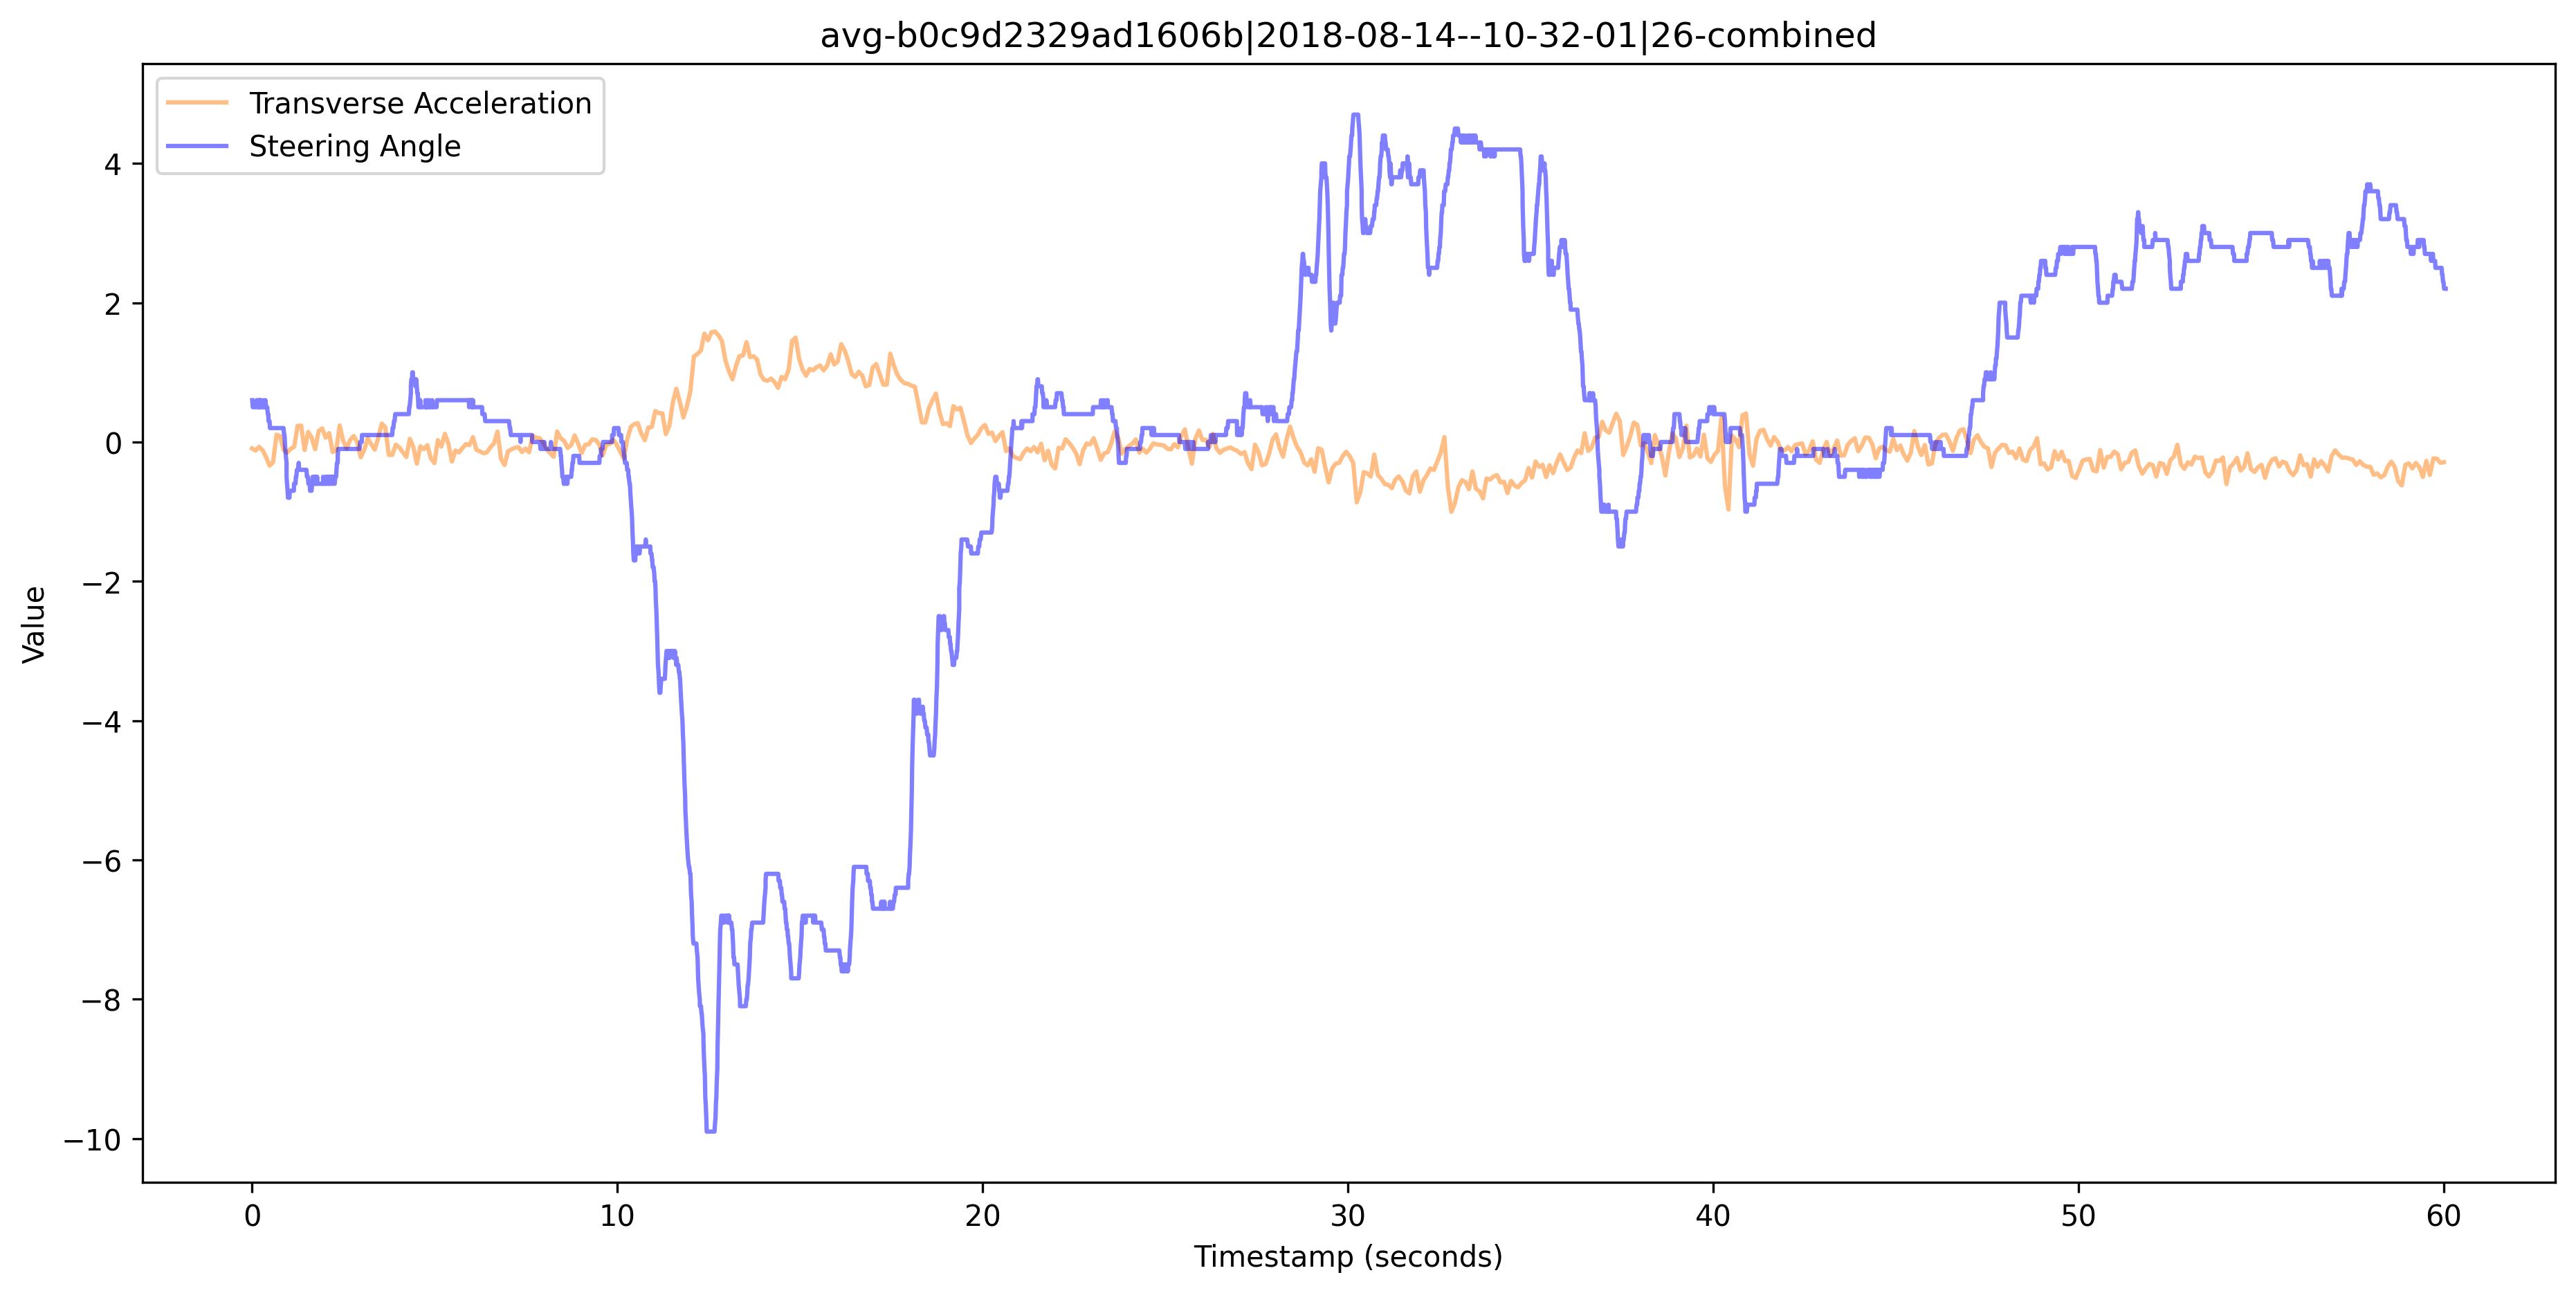 avg-b0c9d2329ad1606b|2018-08-14--10-32-01|26-combined
Transverse Acceleration
Steering Angle
4
2
0
−2
−4
−6
−8
−10
Value
0 10 20 30 40 50 60
Timestamp (seconds)